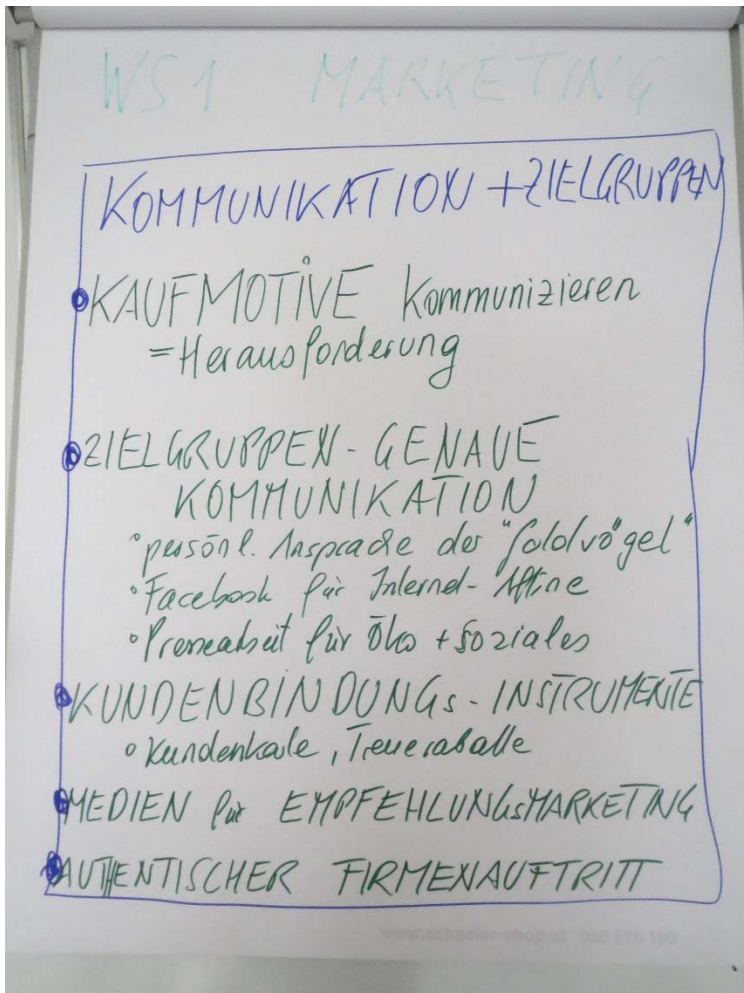 WS1 MARKETING
KOMMUNIKATION + ZIELGRUPPEN
KAUFMOTIVE kommunizieren
= Herausforderung
ZIELGRUPPEN - GENAUE
KOMMUNIKATION
persönl. Ansprache der "Goldvögel"
Facebook für Internet-Affine
Pressearbeit für Öko + Soziales
KUNDENBINDUNGS - INSTRUMENTE
Kundenkarte, Treuerabatte
MEDIEN für EMPFEHLUNGSMARKETING
AUTHENTISCHER FIRMENAUFTRITT